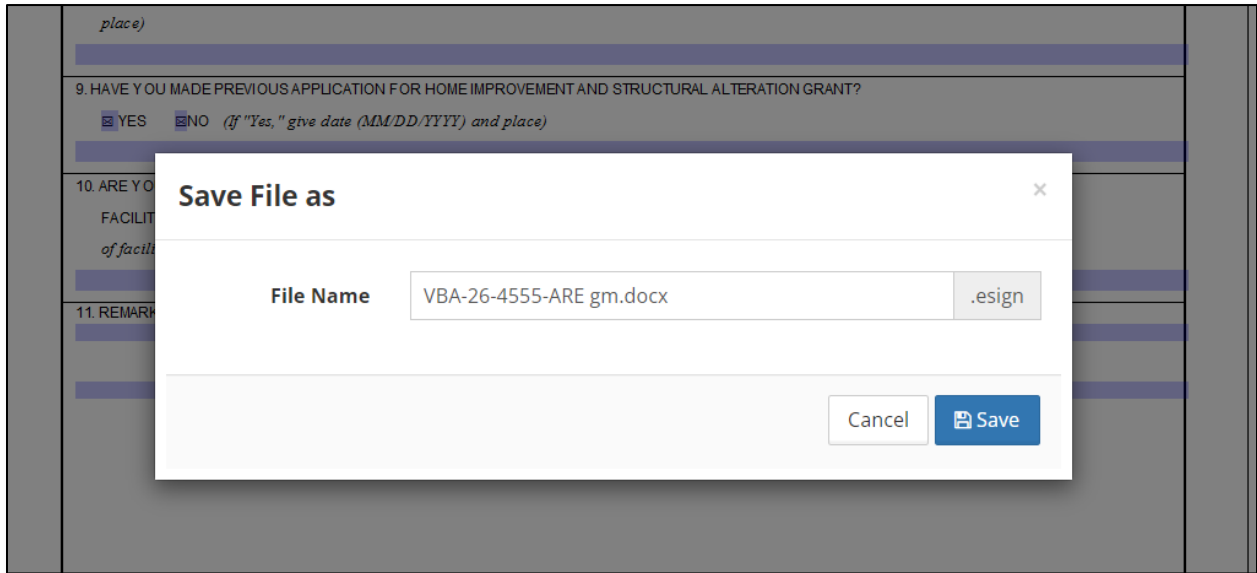 place)
9. HAVE YOU MADE PREVIOUS APPLICATION FOR HOME IMPROVEMENT AND STRUCTURAL ALTERATION GRANT?
☒ YES ☒NO (If "Yes," give date (MM/DD/YYYY) and place)
10. ARE YO
Save File as ×
FACILIT
of facili
File Name VBA-26-4555-ARE gm.docx .esign
11. REMARK
Cancel Save